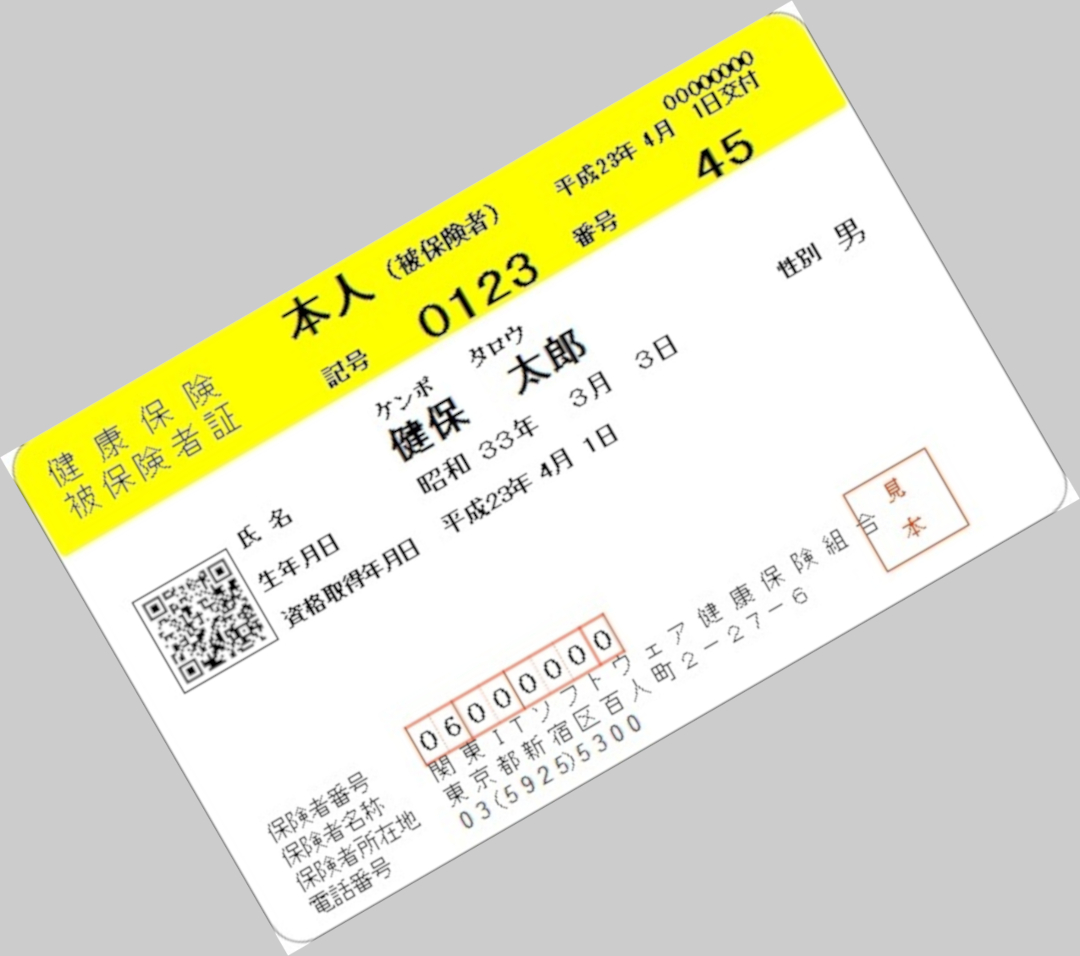 健康保険
被保険者証
本人（被保険者）
00000000
平成23年 4月 1日交付
記号 0123 番号 45
ケンポ タロウ
氏名 健保 太郎 性別 男
生年月日 昭和 33年 3月 3日
資格取得年月日 平成23年 4月 1日
保険者番号 06000000
保険者名称 関東ITソフトウェア健康保険組合
保険者所在地 東京都新宿区百人町2－27－6
電話番号 03(5925)5300
見本